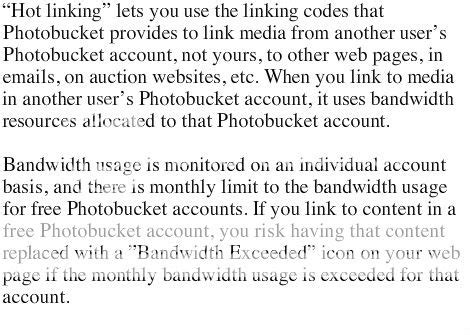 “Hot linking” lets you use the linking codes that
Photobucket provides to link media from another user’s
Photobucket account, not yours, to other web pages, in
emails, on auction websites, etc. When you link to media
in another user’s Photobucket account, it uses bandwidth
resources allocated to that Photobucket account.
Bandwidth usage is monitored on an individual account
basis, and there is monthly limit to the bandwidth usage
for free Photobucket accounts. If you link to content in a
free Photobucket account, you risk having that content
replaced with a ”Bandwidth Exceeded” icon on your web
page if the monthly bandwidth usage is exceeded for that
account.